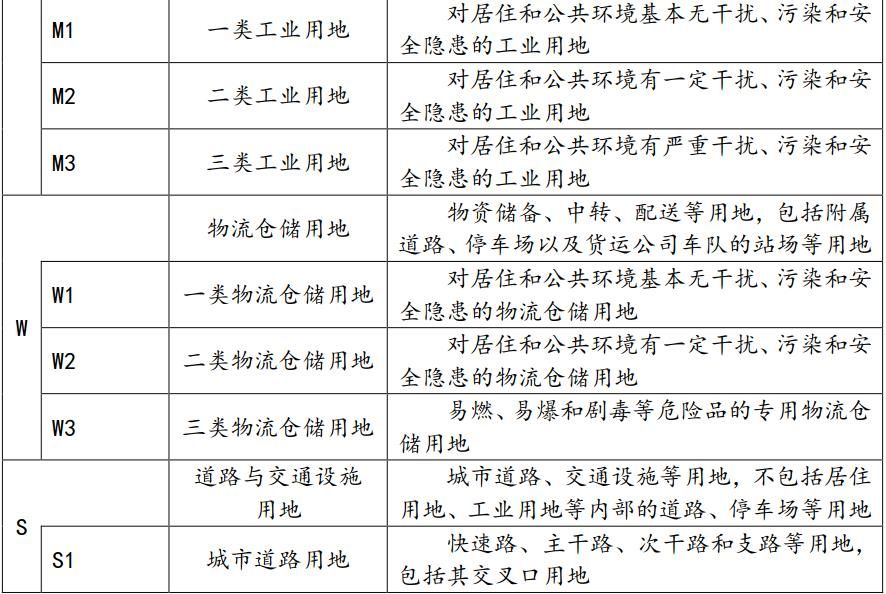 M1 一类工业用地 对居住和公共环境基本无干扰、污染和安
全隐患的工业用地
M2 二类工业用地 对居住和公共环境有一定干扰、污染和安
全隐患的工业用地
M3 三类工业用地 对居住和公共环境有严重干扰、污染和安
全隐患的工业用地
W 物流仓储用地 物资储备、中转、配送等用地，包括附属
道路、停车场以及货运公司车队的站场等用地
W1 一类物流仓储用地 对居住和公共环境基本无干扰、污染和安
全隐患的物流仓储用地
W2 二类物流仓储用地 对居住和公共环境有一定干扰、污染和安
全隐患的物流仓储用地
W3 三类物流仓储用地 易燃、易爆和剧毒等危险品的专用物流仓
储用地
S 道路与交通设施 城市道路、交通设施等用地，不包括居住
用地 用地、工业用地等内部的道路、停车场等用地
S1 城市道路用地 快速路、主干路、次干路和支路等用地，
包括其交叉口用地